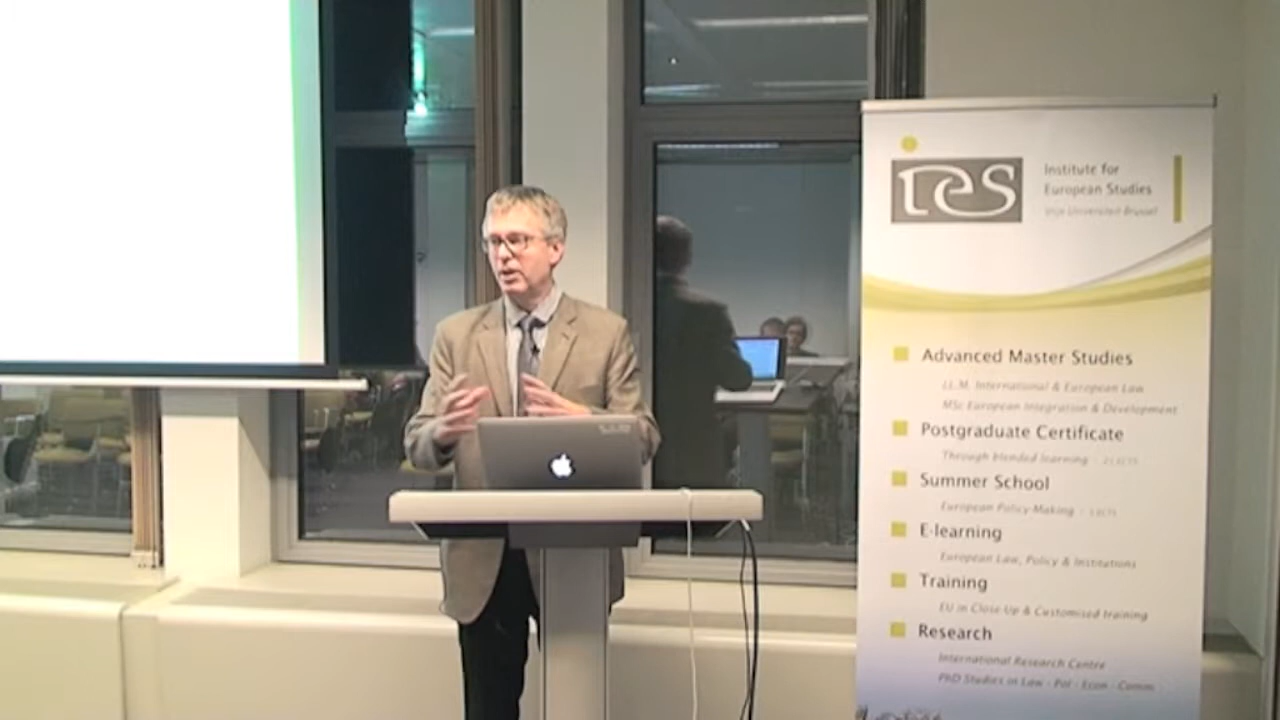 ies
Institute for
European Studies
Vrije Universiteit Brussel
Advanced Master Studies
LL.M. International & European Law
MSc European Integration & Development
Postgraduate Certificate
Through blended learning -
Summer School
European Policy-Making -
E-learning
European Law, Policy & Institutions
Training
EU in Close-Up & Customised training
Research
International Research Centre
PhD Studies in Law - Pol - Econ - Comm